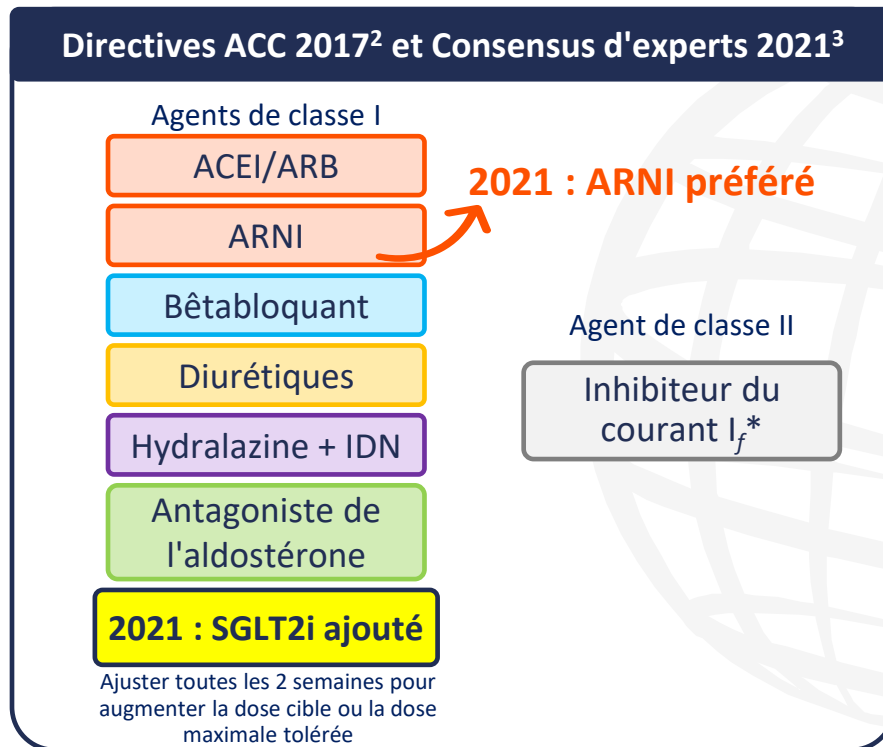 Directives ACC 2017² et Consensus d'experts 2021³
Agents de classe I
ACEI/ARB
2021 : ARNI préféré
ARNI
Bêtabloquant
Agent de classe II
Diurétiques
Inhibiteur du
courant If*
Hydralazine + IDN
Antagoniste de
l'aldostérone
2021 : SGLT2i ajouté
Ajuster toutes les 2 semaines pour
augmenter la dose cible ou la dose
maximale tolérée